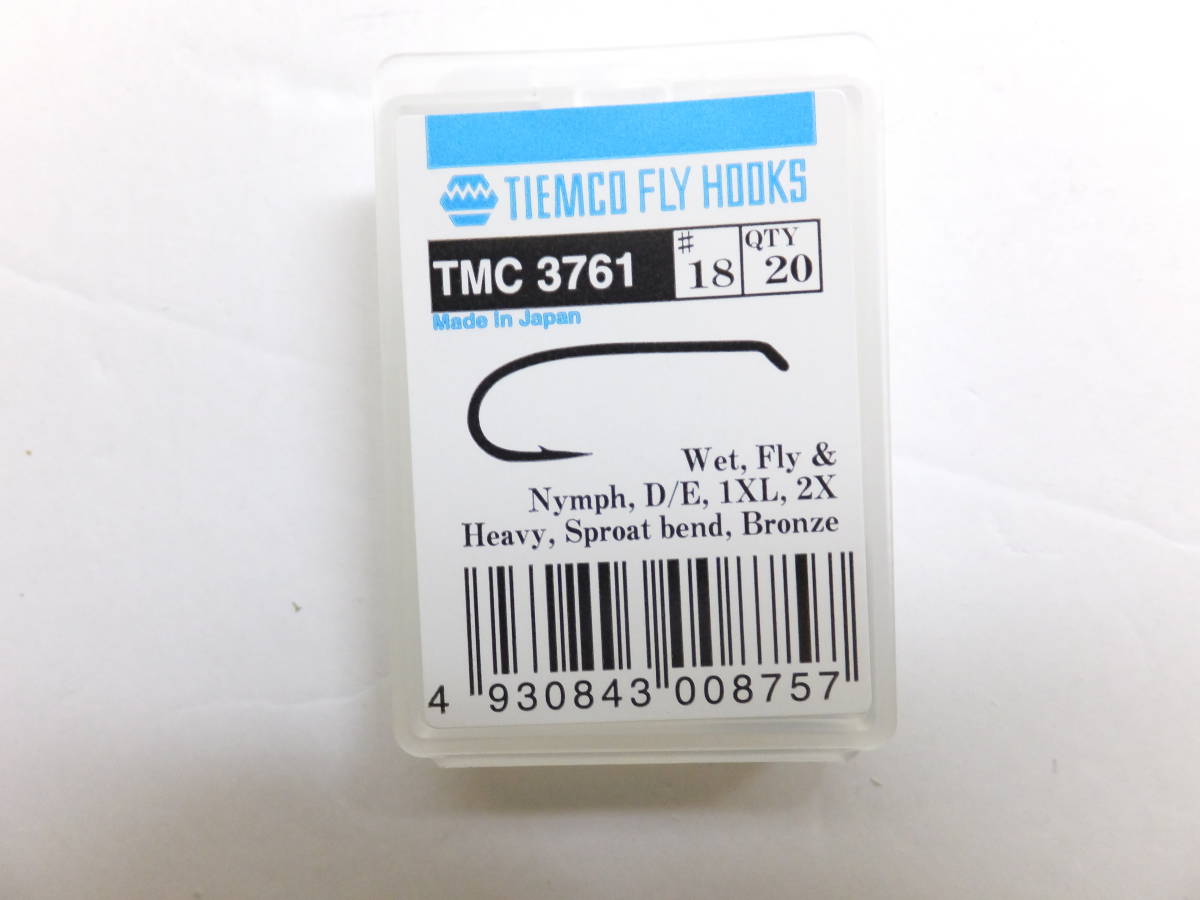 TIEMCO FLY HOOKS
TMC 3761 # 18 QTY 20
Made in Japan
Wet, Fly &
Nymph, D/E, 1XL, 2X
Heavy, Sproat bend, Bronze
4 930843 008757